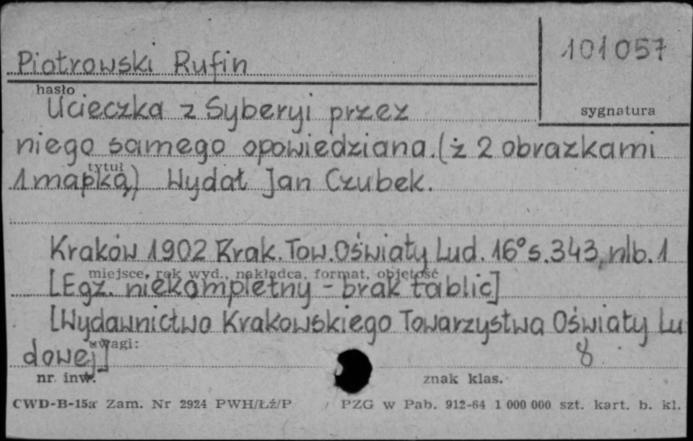 Piotrowski Rufin
101057
hasło
sygnatura
Ucieczka z Syberyi przez
niego samego opowiedziana. (ż 2 obrazkami
tytuł
1 mapką) Wydał Jan Czubek.
Kraków 1902 Krak. Tow. Oświaty Lud. 16° s. 343, nlb. 1
miejsce, rok wyd., nakładca, format, objętość
[Egz. niekompletny - brak tablic]
[Wydawnictwo Krakowskiego Towarzystwa Oświaty Lu
uwagi:
dowej]
8
nr. inw.
znak klas.
CWD-B-15a Zam. Nr 2924 PWH/Łź/P
PZG w Pab. 912-64 1 000 000 szt. kart. b. kl.